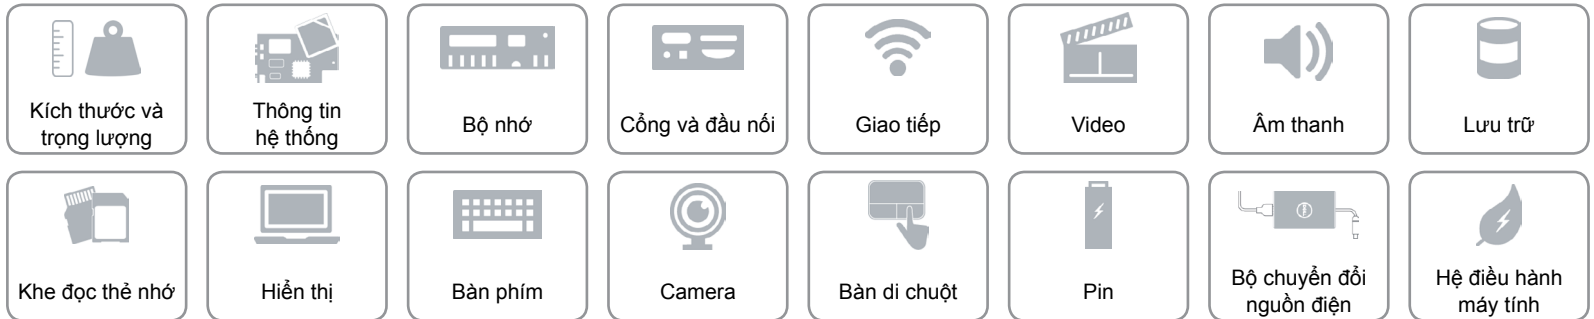 Kích thước và
trọng lượng
Thông tin
hệ thống
Bộ nhớ
Cổng và đầu nối
Giao tiếp
Video
Âm thanh
Lưu trữ
Khe đọc thẻ nhớ
Hiển thị
Bàn phím
Camera
Bàn di chuột
Pin
Bộ chuyển đổi
nguồn điện
Hệ điều hành
máy tính